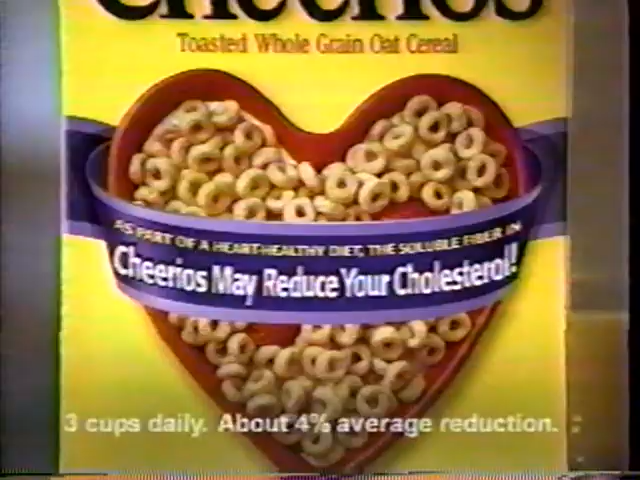 Cheerios
Toasted Whole Grain Oat Cereal
AS PART OF A HEART-HEALTHY DIET, THE SOLUBLE FIBER IN
Cheerios May Reduce Your Cholesterol!
3 cups daily. About 4% average reduction.